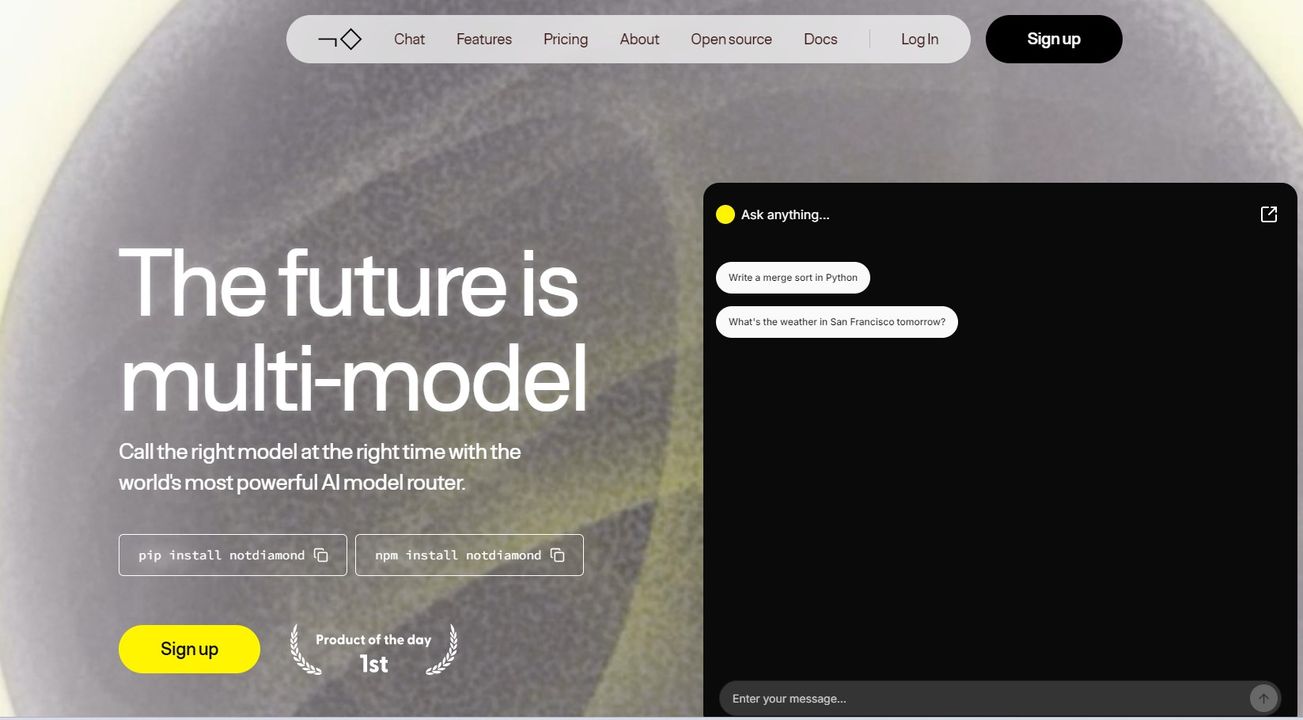 Chat Features Pricing About Open source Docs Log In Sign up
The future is
multi-model
Call the right model at the right time with the
world's most powerful AI model router.
pip install notdiamond npm install notdiamond
Sign up
Product of the day
1st
Ask anything...
Write a merge sort in Python
What's the weather in San Francisco tomorrow?
Enter your message...